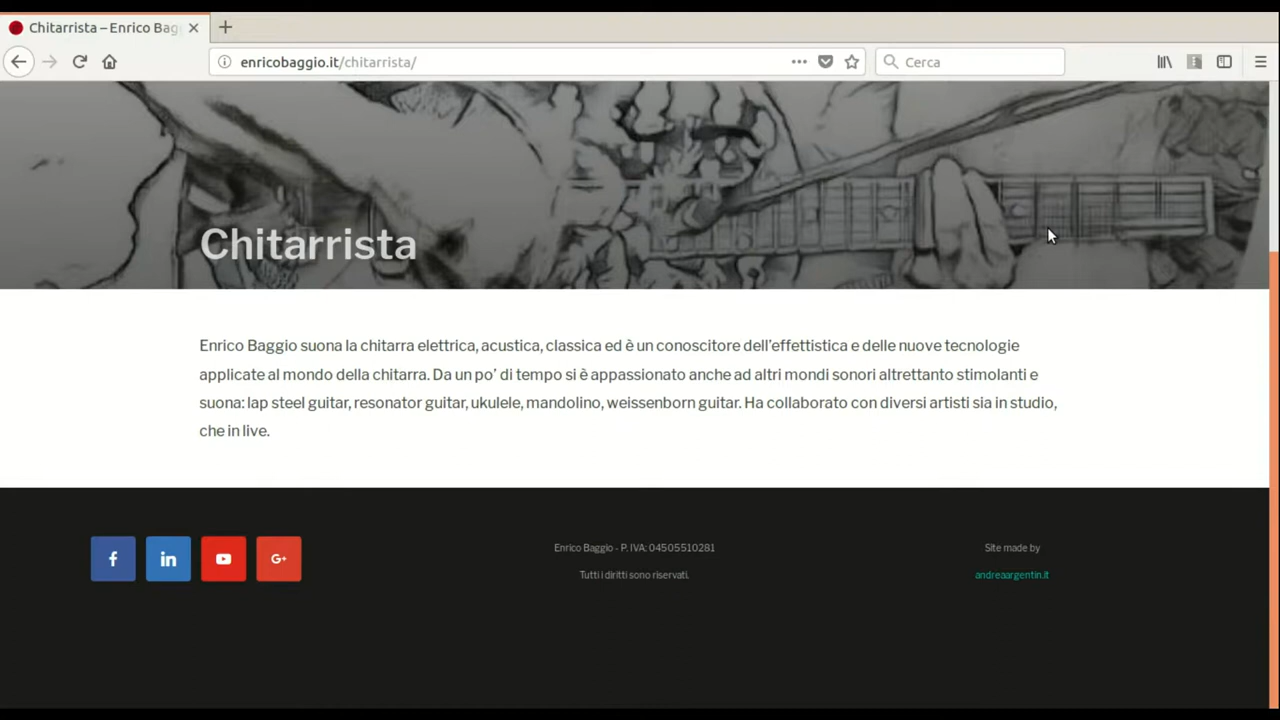 Chitarrista – Enrico Bag
enricobaggio.it/chitarrista/
Cerca
Chitarrista
Enrico Baggio suona la chitarra elettrica, acustica, classica ed è un conoscitore dell'effettistica e delle nuove tecnologie
applicate al mondo della chitarra. Da un po' di tempo si è appassionato anche ad altri mondi sonori altrettanto stimolanti e
suona: lap steel guitar, resonator guitar, ukulele, mandolino, weissenborn guitar. Ha collaborato con diversi artisti sia in studio,
che in live.
f
in
G+
Enrico Baggio - P. IVA: 04505510281
Tutti i diritti sono riservati.
Site made by
andreaargentin.it